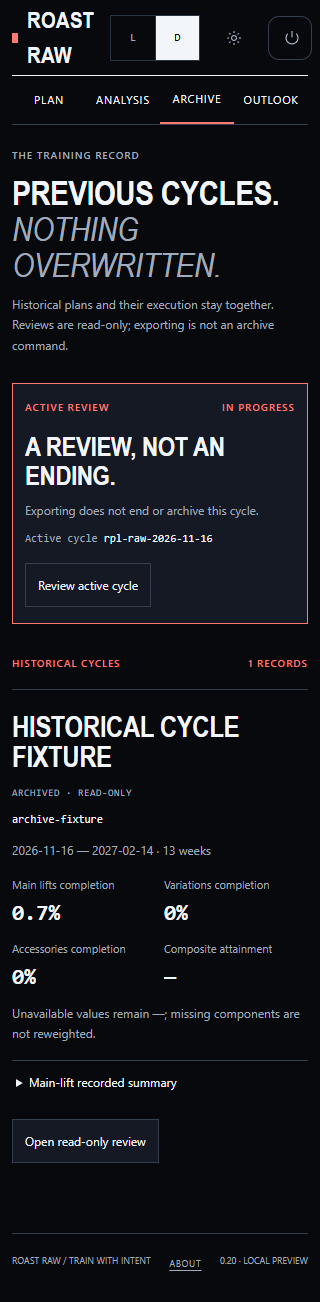 ROAST
RAW
L D
PLAN ANALYSIS ARCHIVE OUTLOOK
THE TRAINING RECORD
PREVIOUS CYCLES.
NOTHING
OVERWRITTEN.
Historical plans and their execution stay together.
Reviews are read-only; exporting is not an archive
command.
ACTIVE REVIEW IN PROGRESS
A REVIEW, NOT AN
ENDING.
Exporting does not end or archive this cycle.
Active cycle rpl-raw-2026-11-16
Review active cycle
HISTORICAL CYCLES 1 RECORDS
HISTORICAL CYCLE
FIXTURE
ARCHIVED · READ-ONLY
archive-fixture
2026-11-16 — 2027-02-14 · 13 weeks
Main lifts completion Variations completion
0.7% 0%
Accessories completion Composite attainment
0% —
Unavailable values remain —; missing components are
not reweighted.
Main-lift recorded summary
Open read-only review
ROAST RAW / TRAIN WITH INTENT ABOUT 0.20 · LOCAL PREVIEW